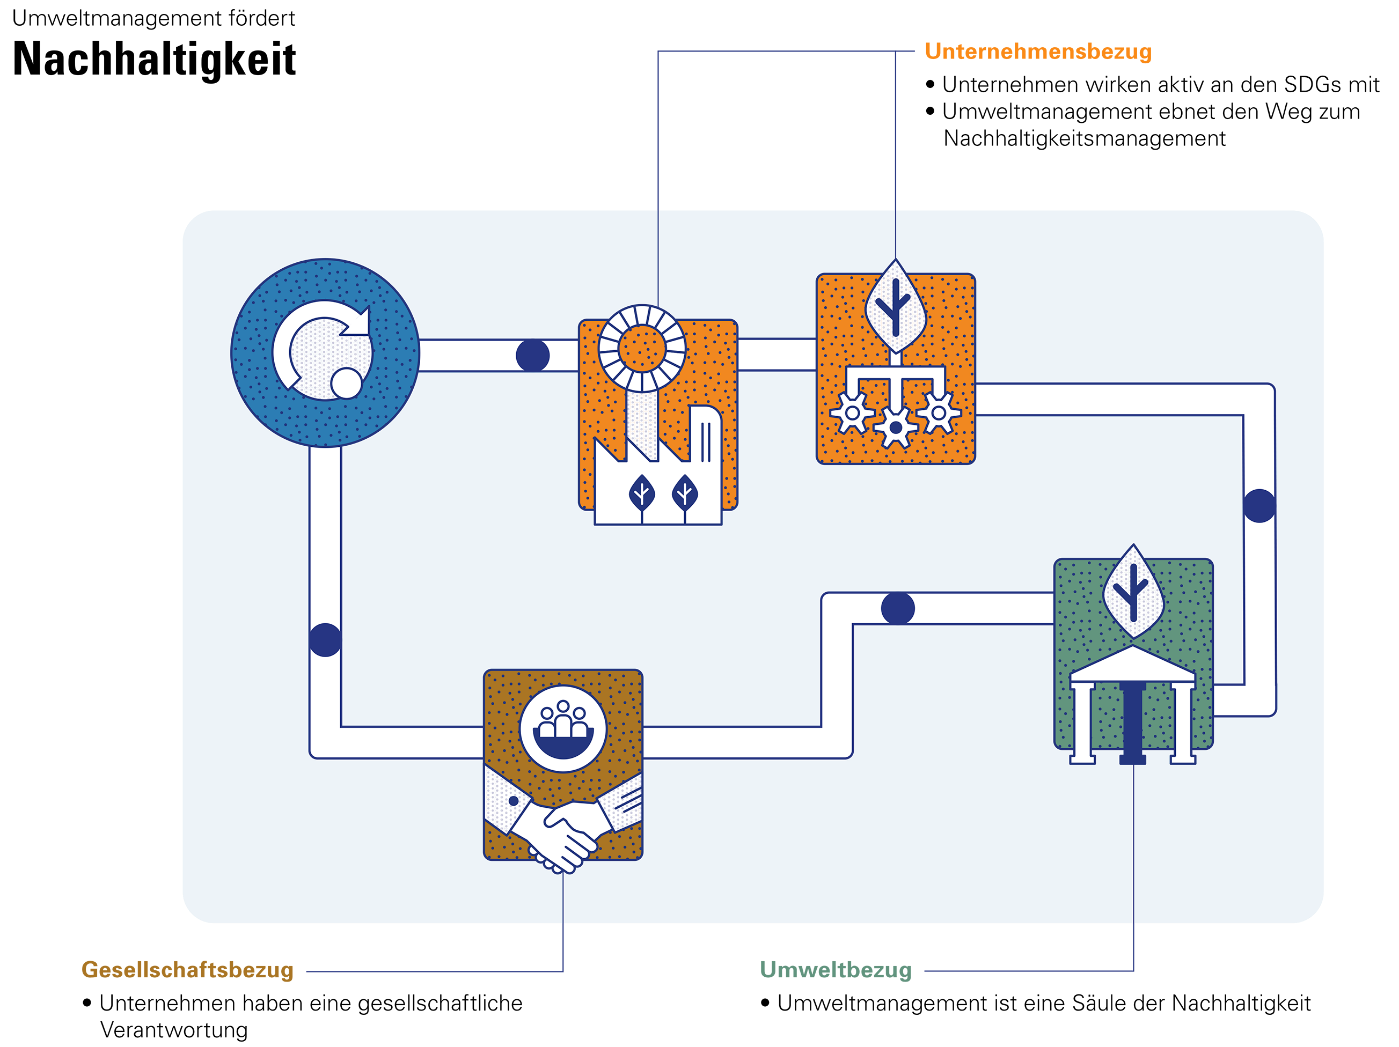 Umweltmanagement fördert
Nachhaltigkeit
Unternehmensbezug
• Unternehmen wirken aktiv an den SDGs mit
• Umweltmanagement ebnet den Weg zum
Nachhaltigkeitsmanagement
Gesellschaftsbezug
• Unternehmen haben eine gesellschaftliche
Verantwortung
Umweltbezug
• Umweltmanagement ist eine Säule der Nachhaltigkeit